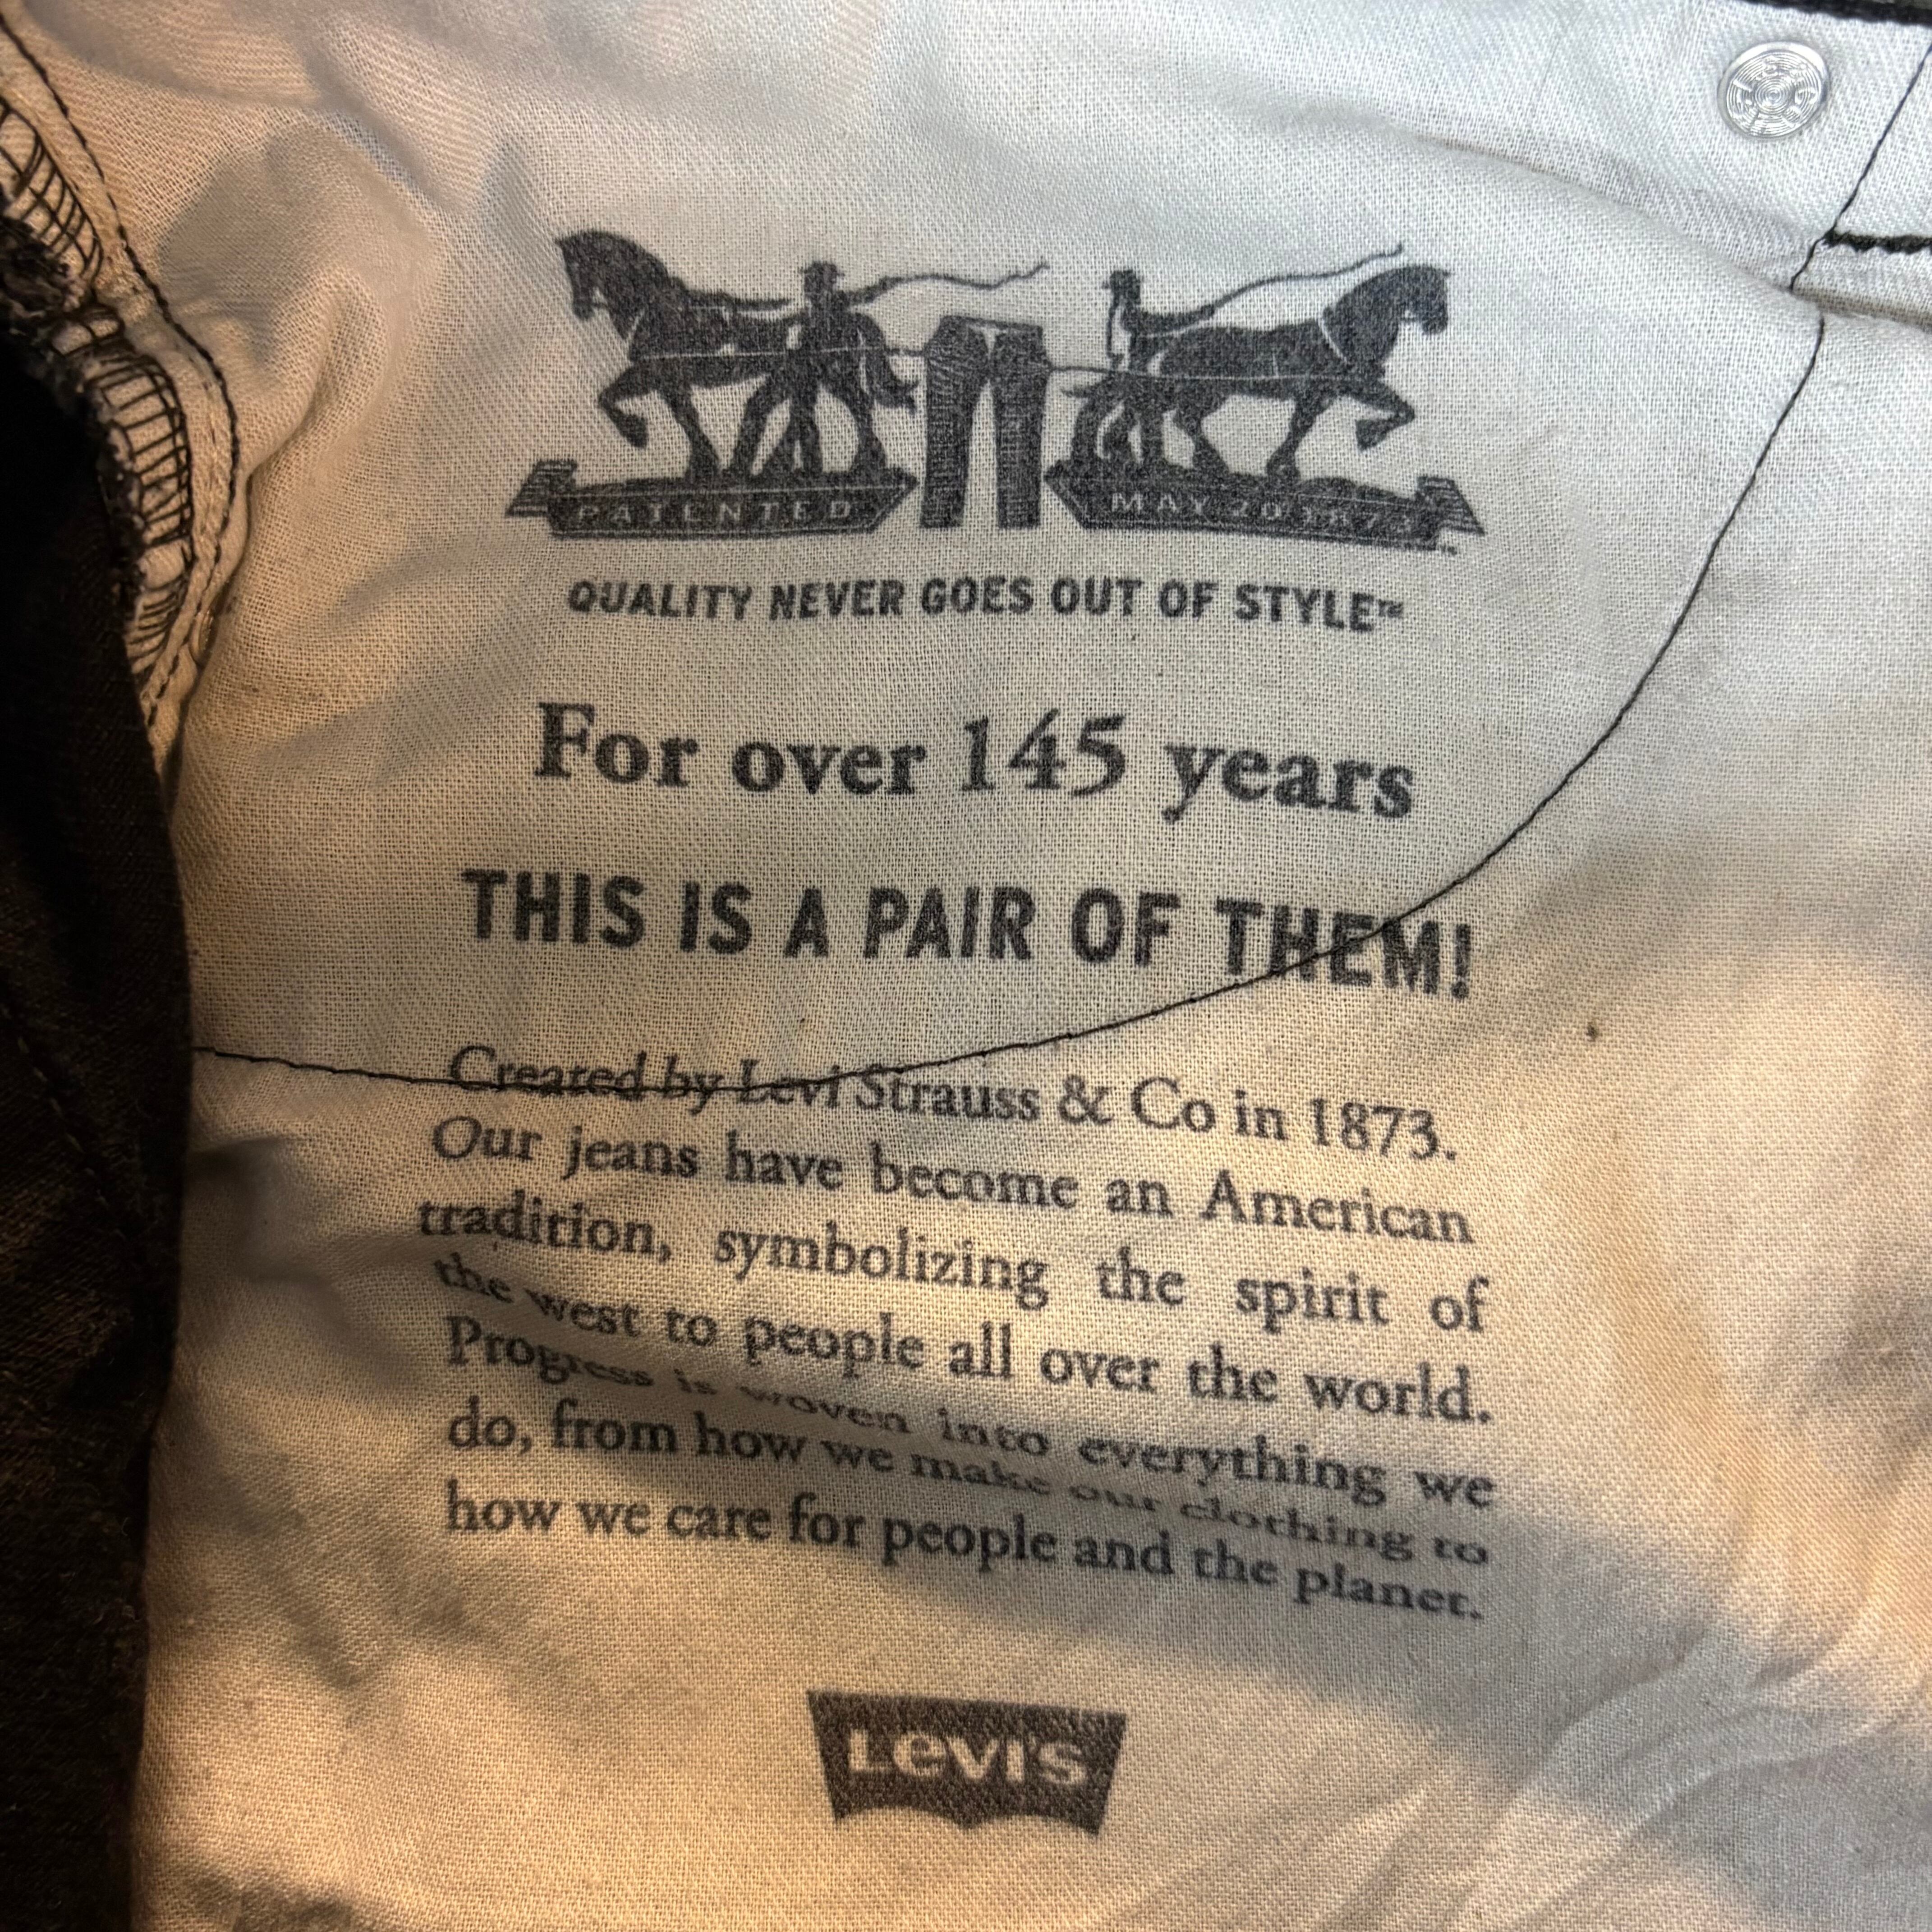 PATENTED MAY 20 1873
QUALITY NEVER GOES OUT OF STYLE™
For over 145 years
THIS IS A PAIR OF THEM!
Created by Levi Strauss & Co in 1873.
Our jeans have become an American
tradition, symbolizing the spirit of
the west to people all over the world.
Progress is woven into everything we
do, from how we make our clothing to
how we care for people and the planet.
Levi's